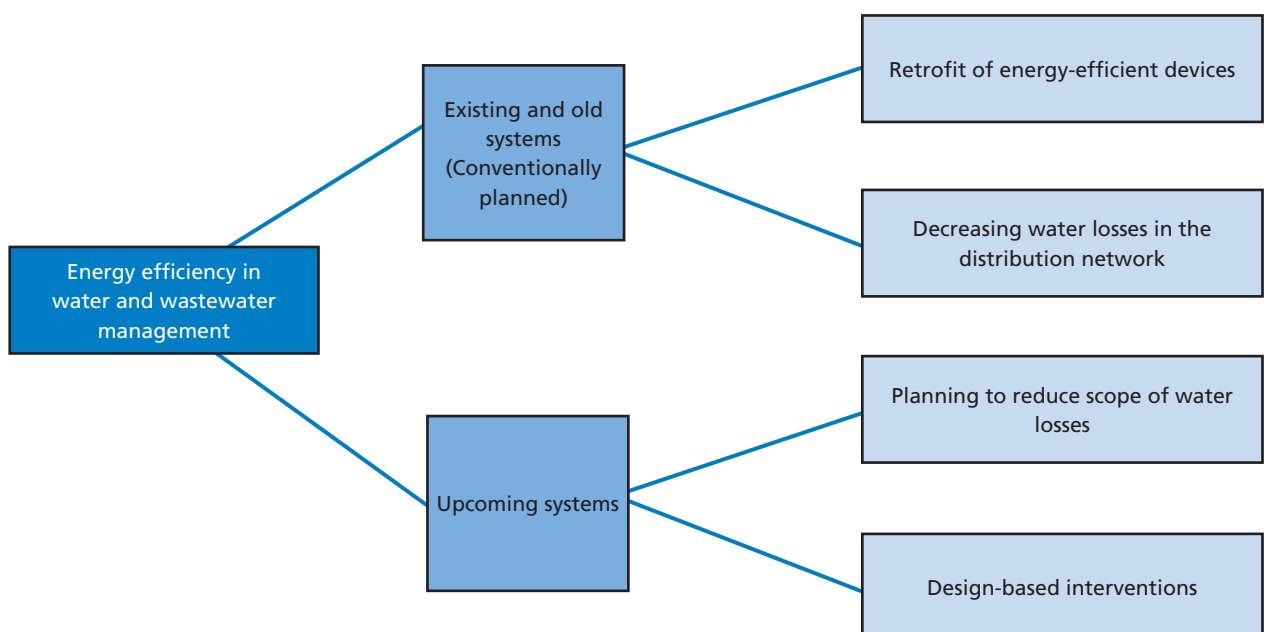 Energy efficiency in
water and wastewater
management
Existing and old
systems
(Conventionally
planned)
Retrofit of energy-efficient devices
Decreasing water losses in the
distribution network
Upcoming systems
Planning to reduce scope of water
losses
Design-based interventions